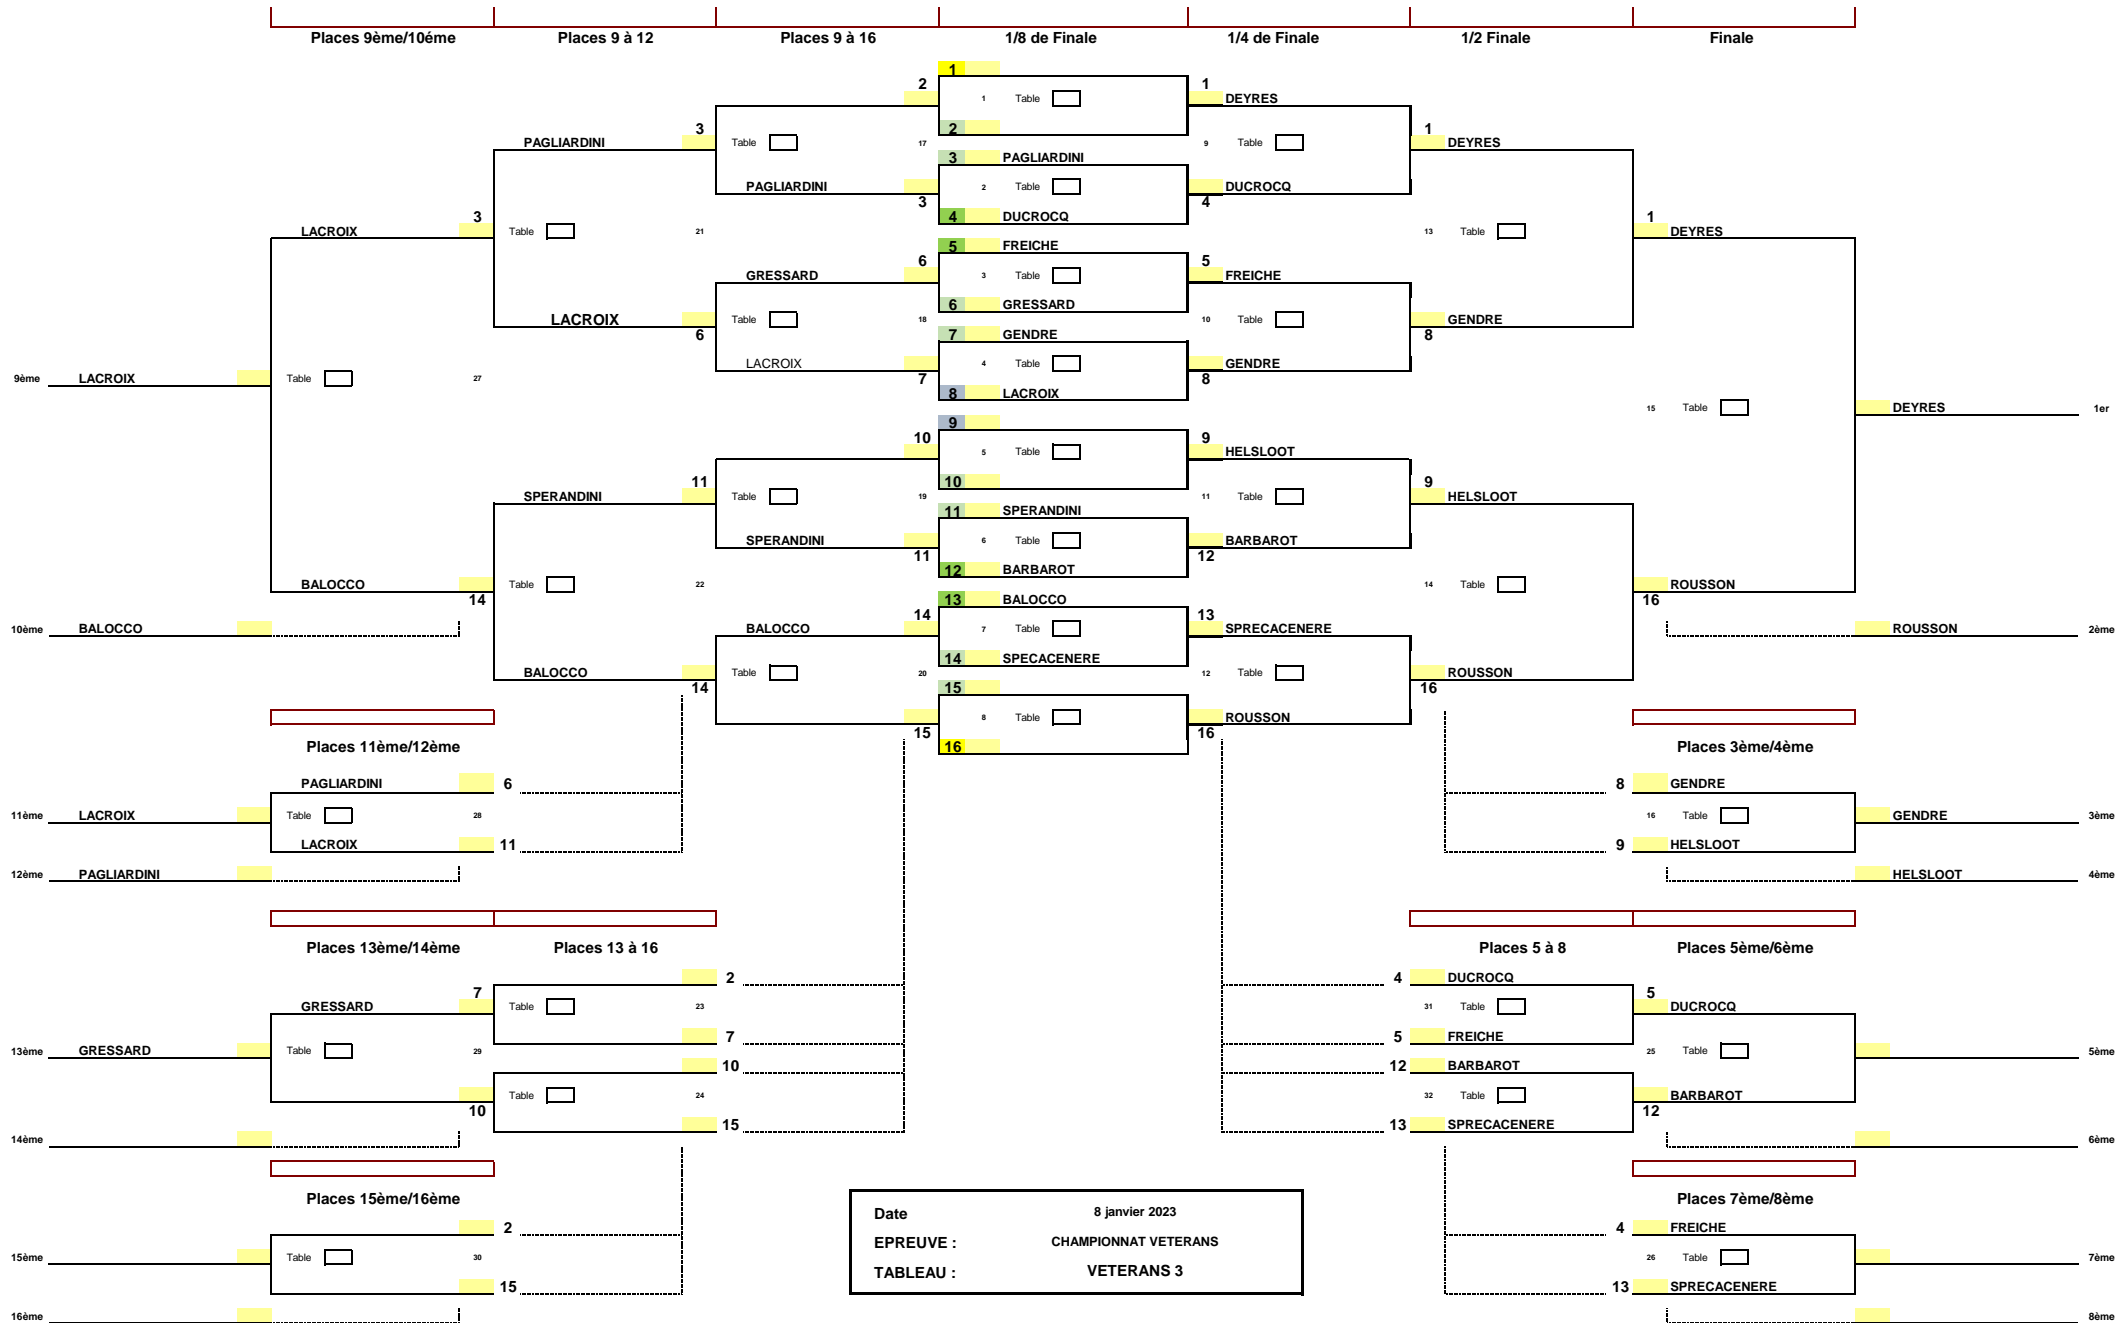 Places 9ème/10éme Places 9 à 12 Places 9 à 16 1/8 de Finale 1/4 de Finale 1/2 Finale Finale
1
2 1
1 Table DEYRES
3 2 1
PAGLIARDINI Table 17 9 Table DEYRES
3 PAGLIARDINI
PAGLIARDINI 2 Table DUCROCQ
3 4
3 4 DUCROCQ 1
LACROIX Table 21 13 Table DEYRES
5 FREICHE
6 5
GRESSARD 3 Table FREICHE
6 GRESSARD
LACROIX Table 18 10 Table GENDRE
6 7 GENDRE 8
LACROIX 4 Table GENDRE
9ème LACROIX Table 27 7 8
8 LACROIX
15 Table DEYRES 1er
9
10 9
5 Table HELSLOOT
11 10 9
SPERANDINI Table 19 11 Table HELSLOOT
11 SPERANDINI
SPERANDINI 6 Table BARBAROT
11 12
12 BARBAROT
BALOCCO Table 22 14 Table ROUSSON
14 13 BALOCCO 16
14 13
10ème BALOCCO BALOCCO 7 Table SPRECACENERE ROUSSON 2ème
14 SPECACENERE
BALOCCO Table 20 12 Table ROUSSON
14 15 16
8 Table ROUSSON
15 16
16
Places 11ème/12ème Places 3ème/4ème
PAGLIARDINI 6 8 GENDRE
11ème LACROIX Table 28 16 Table GENDRE 3ème
LACROIX 11 9 HELSLOOT
12ème PAGLIARDINI HELSLOOT 4ème
Places 13ème/14ème Places 13 à 16 Places 5 à 8 Places 5ème/6ème
2 4 DUCROCQ
7 5
GRESSARD Table 23 31 Table DUCROCQ
7 5 FREICHE
13ème GRESSARD Table 29 25 Table 5ème
10 12 BARBAROT
Table 24 32 Table BARBAROT
10 12
15 13 SPRECACENERE
14ème 6ème
Places 15ème/16ème Places 7ème/8ème
Date 8 janvier 2023
2 4 FREICHE
EPREUVE : CHAMPIONNAT VETERANS
15ème Table 30 26 Table 7ème
TABLEAU : VETERANS 3
15 13 SPRECACENERE
16ème 8ème